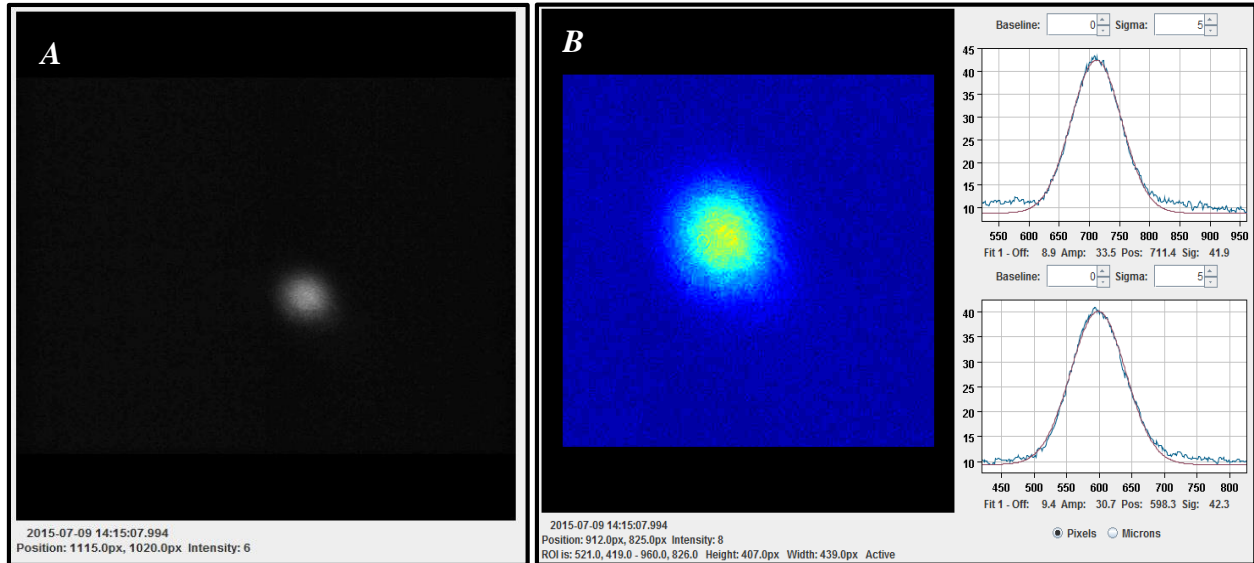 A
2015-07-09 14:15:07.994
Position: 1115.0px, 1020.0px Intensity: 6
B
2015-07-09 14:15:07.994
Position: 912.0px, 825.0px Intensity: 8
ROI is: 521.0, 419.0 - 960.0, 826.0 Height: 407.0px Width: 439.0px Active
Baseline: 0 Sigma: 5
45
40
35
30
25
20
15
10
550 600 650 700 750 800 850 900 950
Fit 1 - Off: 8.9 Amp: 33.5 Pos: 711.4 Sig: 41.9
Baseline: 0 Sigma: 5
40
35
30
25
20
15
10
450 500 550 600 650 700 750 800
Fit 1 - Off: 9.4 Amp: 30.7 Pos: 598.3 Sig: 42.3
Pixels Microns